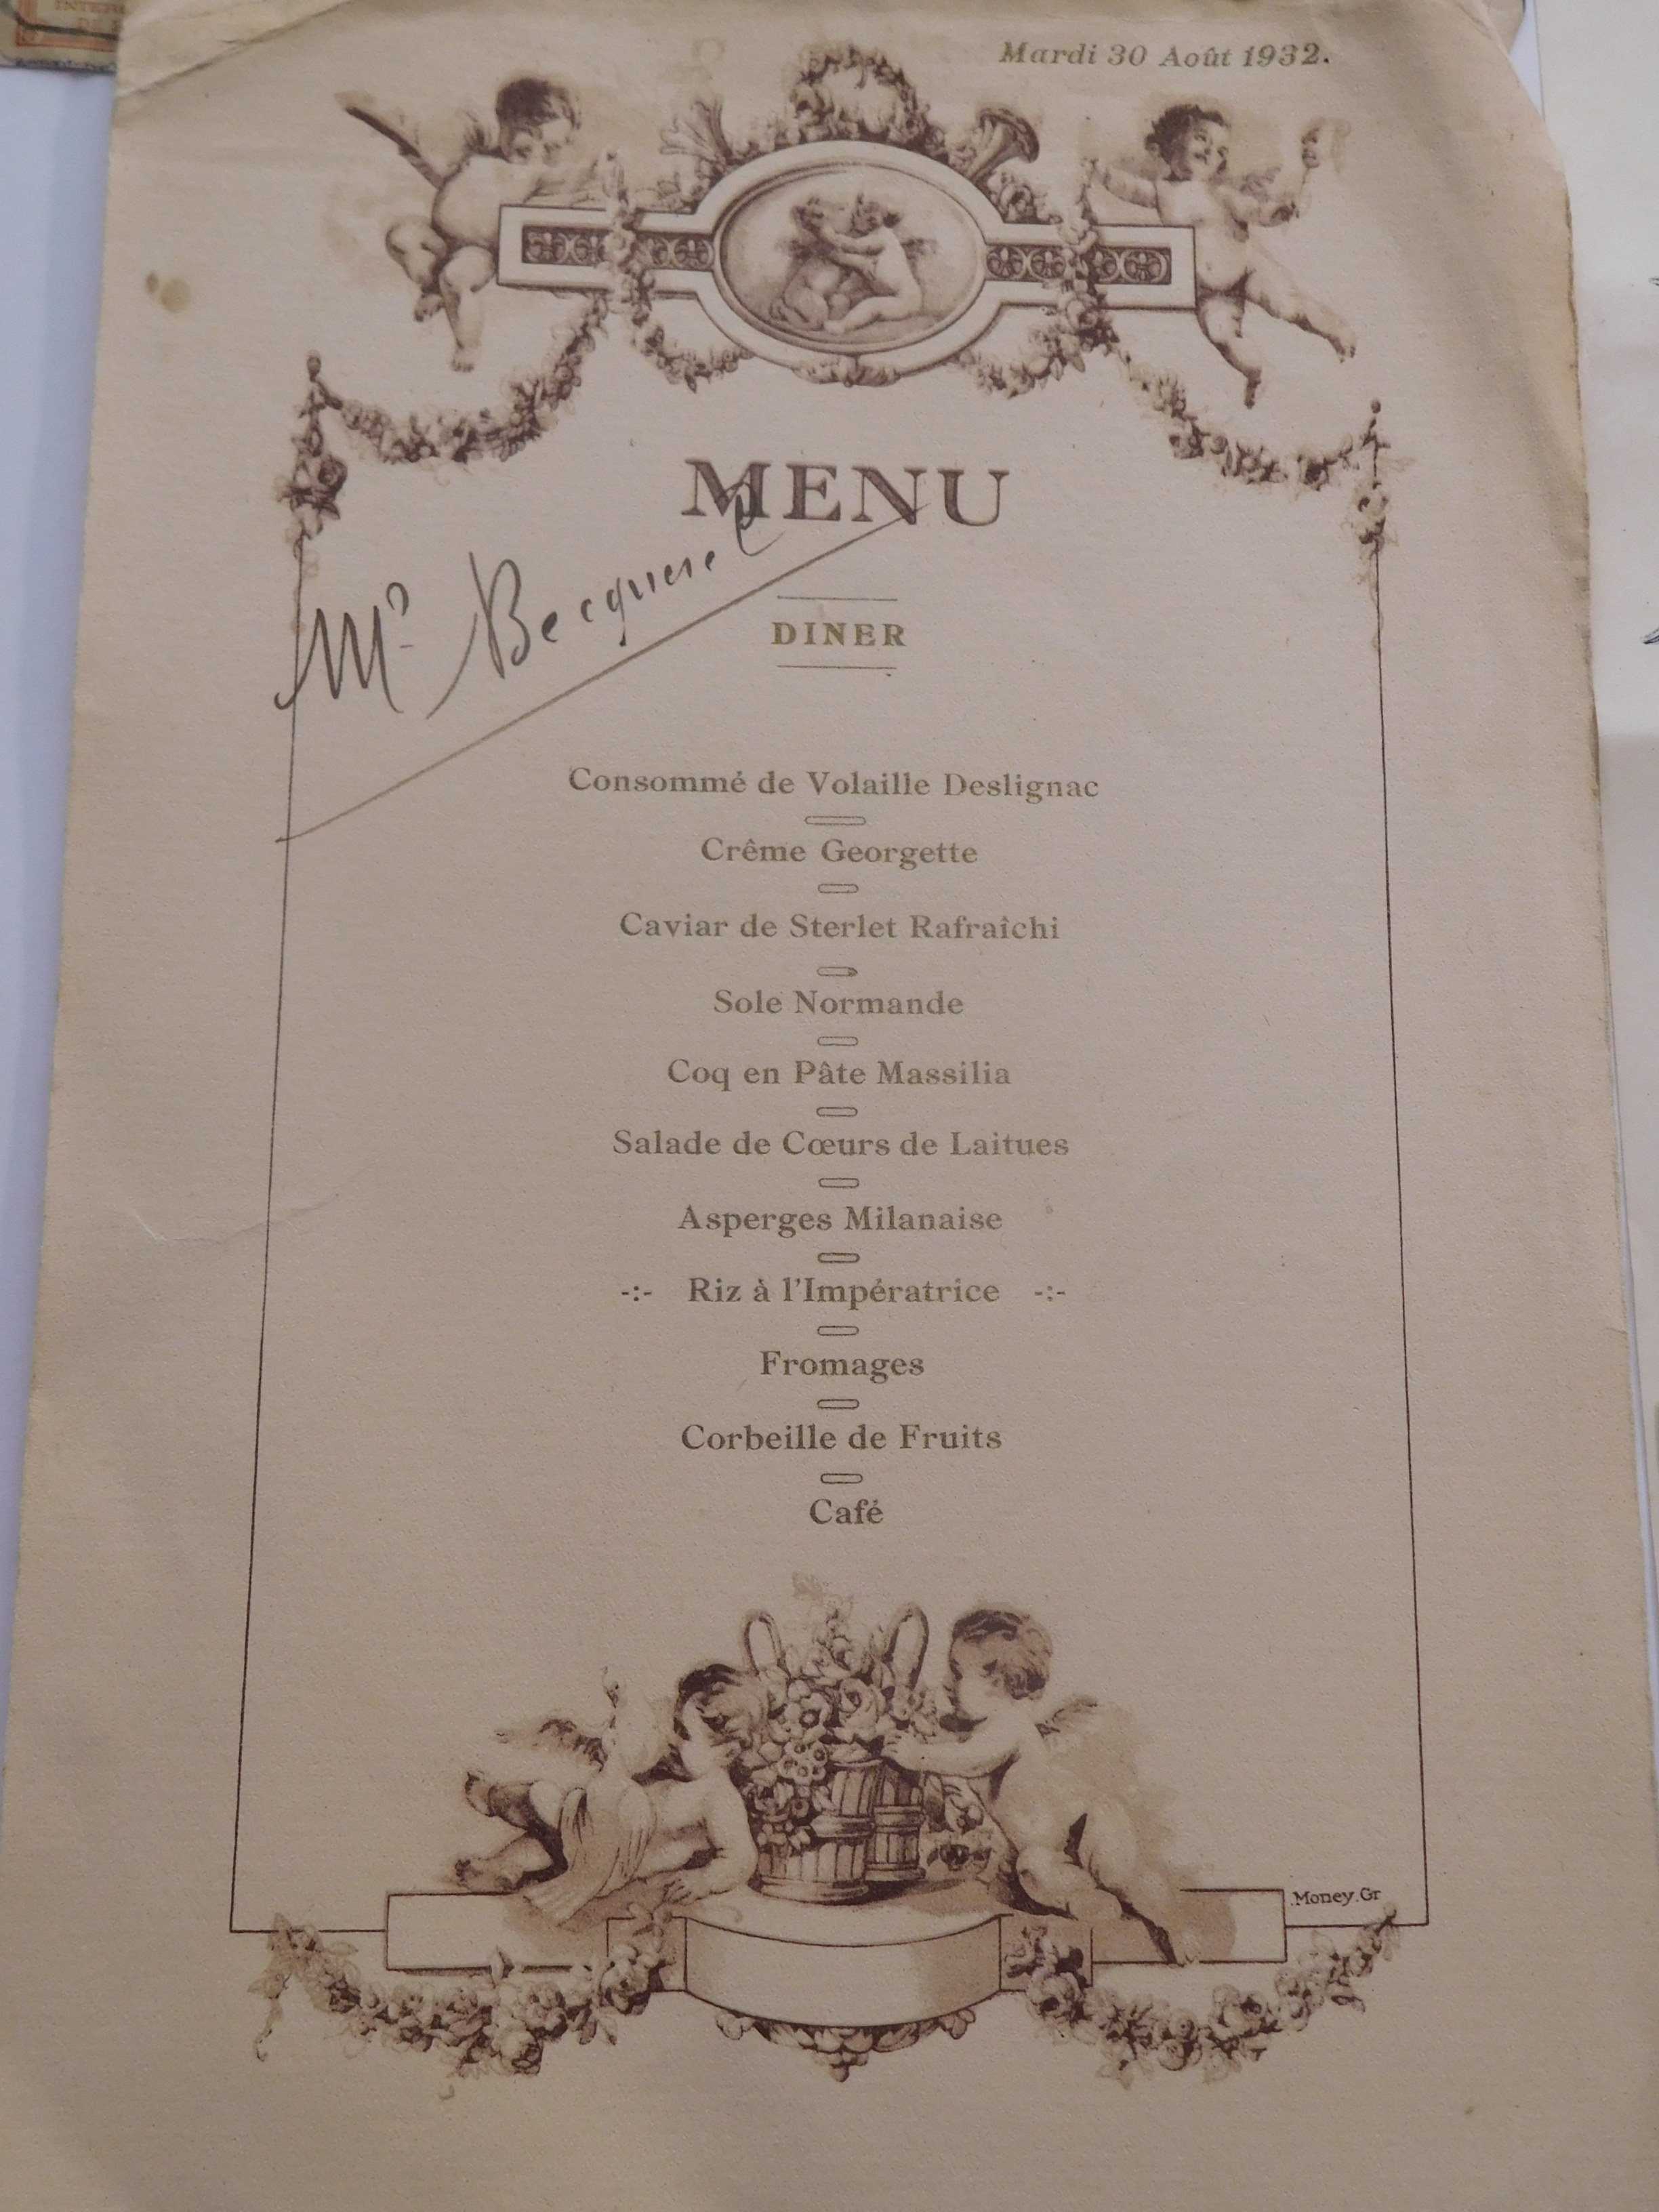 Mardi 30 Août 1932.
MENU
Mr Becquerel
DINER
Consommé de Volaille Deslignac
Crême Georgette
Caviar de Sterlet Rafraîchi
Sole Normande
Coq en Pâte Massilia
Salade de Cœurs de Laitues
Asperges Milanaise
-:- Riz à l'Impératrice -:-
Fromages
Corbeille de Fruits
Café
Money.Gr